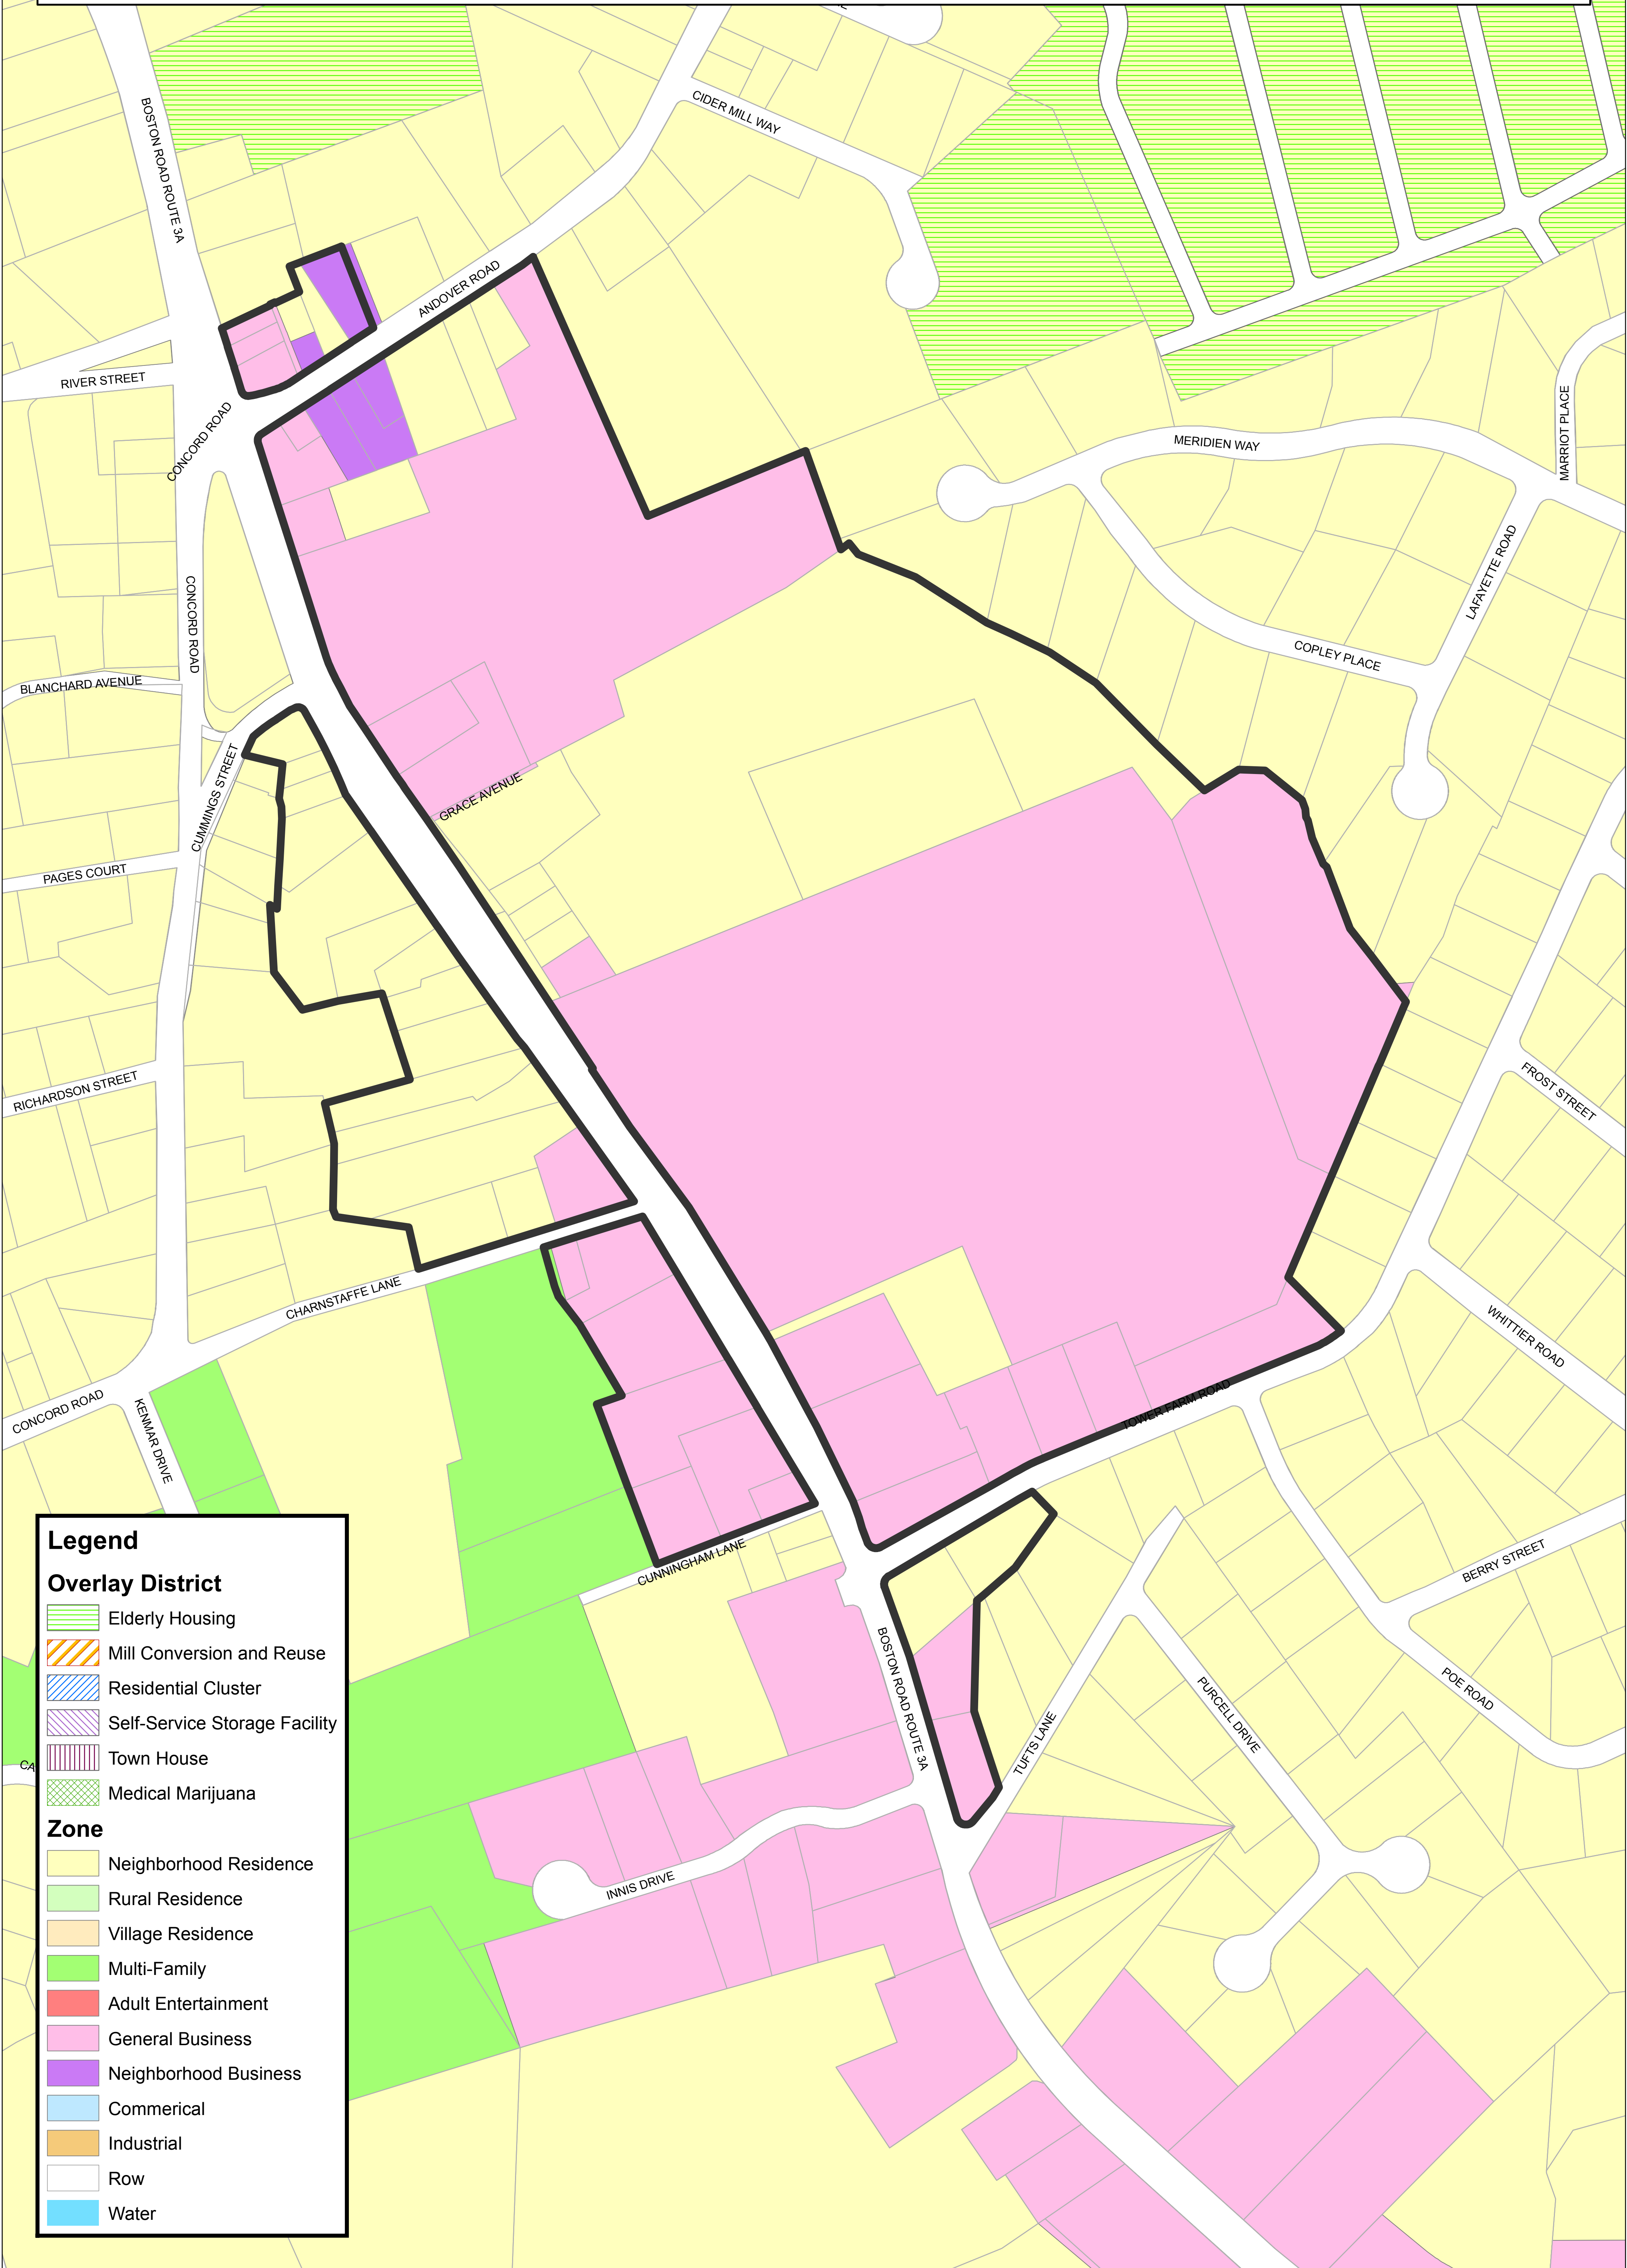 CIDER MILL WAY
BOSTON ROAD ROUTE 3A
ANDOVER ROAD
RIVER STREET
CONCORD ROAD
MERIDIEN WAY
MARRIOT PLACE
LAFAYETTE ROAD
CONCORD ROAD
COPLEY PLACE
BLANCHARD AVENUE
CUMMINGS STREET
GRACE AVENUE
PAGES COURT
RICHARDSON STREET
FROST STREET
CHARNSTAFFE LANE
WHITTIER ROAD
CONCORD ROAD
KENMAR DRIVE
TOWER FARM ROAD
CUNNINGHAM LANE
BERRY STREET
BOSTON ROAD ROUTE 3A
POE ROAD
PURCELL DRIVE
TUFTS LANE
INNIS DRIVE
CA
Legend
Overlay District
Elderly Housing
Mill Conversion and Reuse
Residential Cluster
Self-Service Storage Facility
Town House
Medical Marijuana
Zone
Neighborhood Residence
Rural Residence
Village Residence
Multi-Family
Adult Entertainment
General Business
Neighborhood Business
Commerical
Industrial
Row
Water